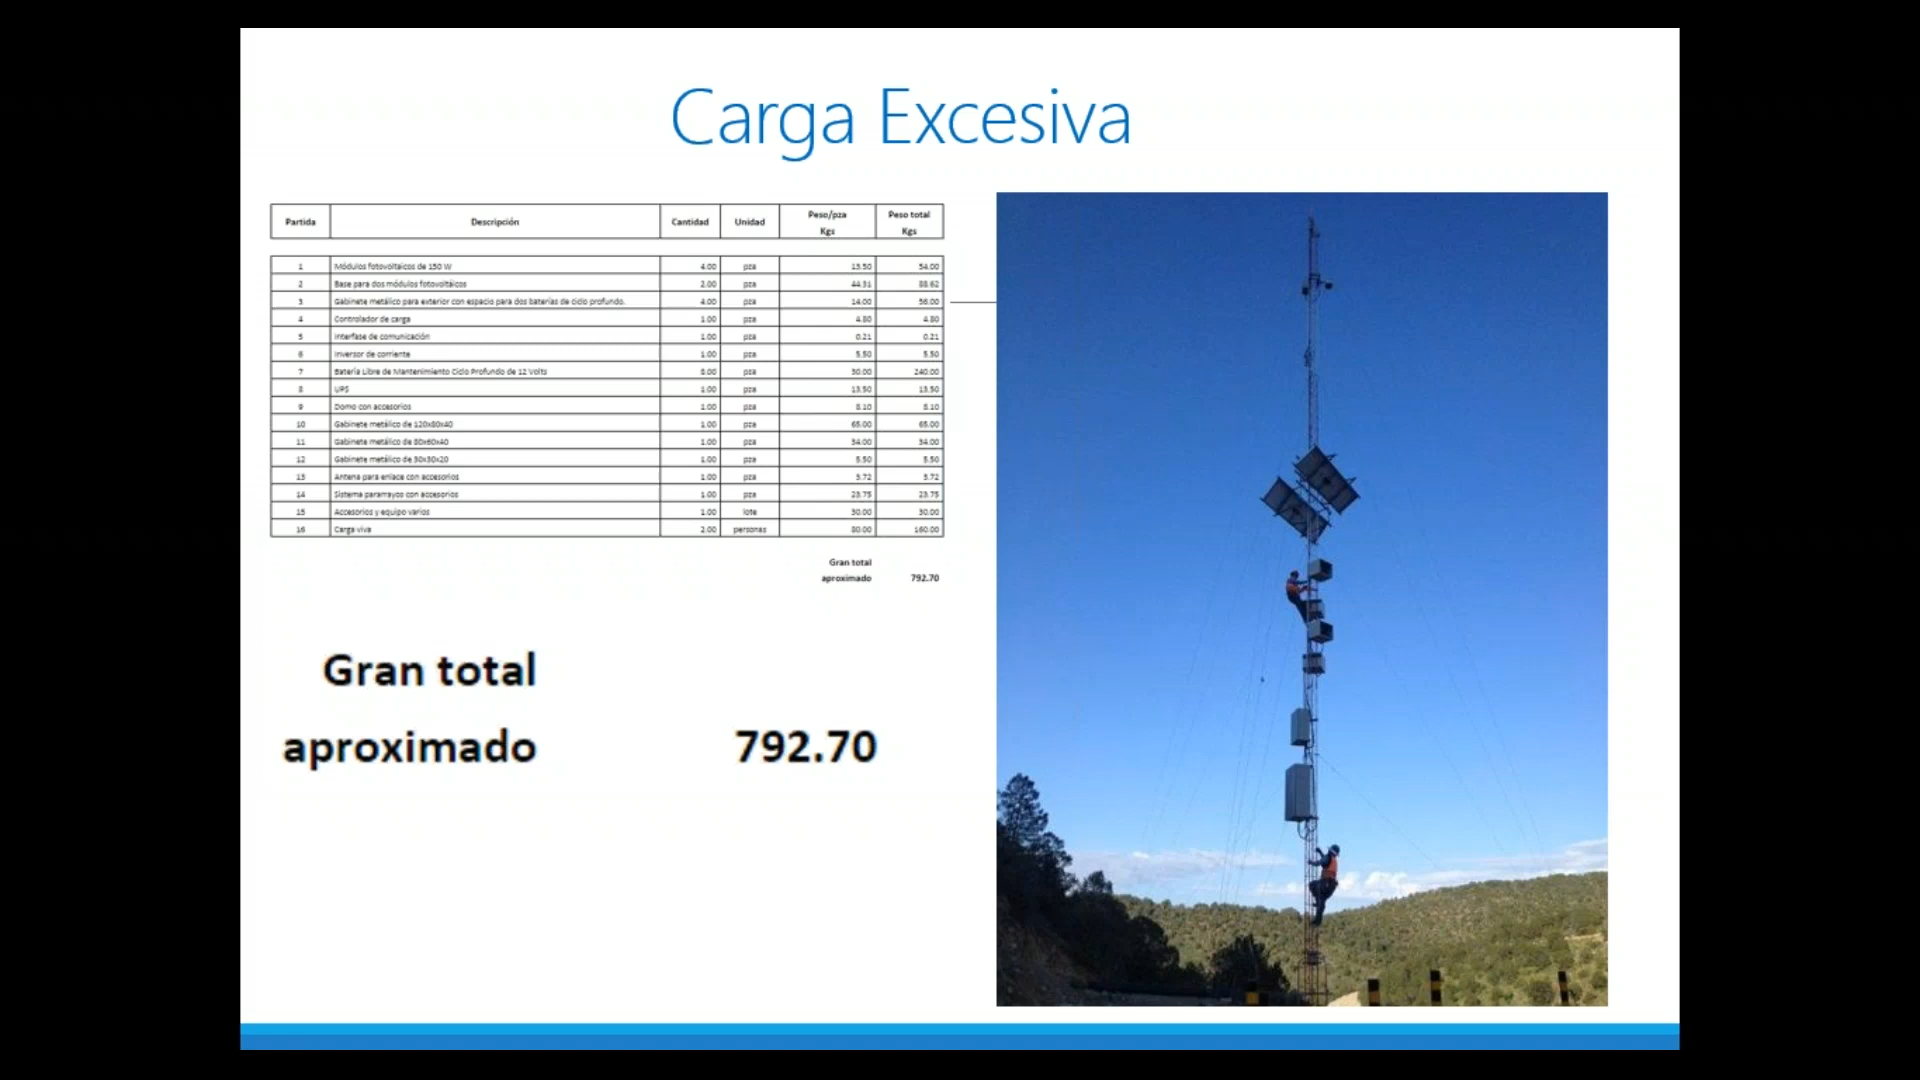 Carga Excesiva
Partida Descripción Cantidad Unidad Peso/pza Kgs Peso total Kgs
1 Módulos fotovoltaicos de 150 W 4.00 pza 13.50 54.00
2 Base para dos módulos fotovoltáicos 2.00 pza 44.31 88.62
3 Gabinete metálico para exterior con espacio para dos baterías de ciclo profundo. 4.00 pza 14.00 56.00
4 Controlador de carga 1.00 pza 4.80 4.80
5 Interfase de comunicación 1.00 pza 0.21 0.21
6 Inversor de corriente 1.00 pza 5.50 5.50
7 Batería Libre de Mantenimiento Ciclo Profundo de 12 Volts 8.00 pza 30.00 240.00
8 UPS 1.00 pza 13.50 13.50
9 Domo con accesorios 1.00 pza 8.10 8.10
10 Gabinete metálico de 120x80x40 1.00 pza 65.00 65.00
11 Gabinete metálico de 80x60x40 1.00 pza 34.00 34.00
12 Gabinete metálico de 30x30x20 1.00 pza 5.50 5.50
13 Antena para enlace con accesorios 1.00 pza 3.72 3.72
14 Sistema pararrayos con accesorios 1.00 pza 23.75 23.75
15 Accesorios y equipo varios 1.00 lote 30.00 30.00
16 Carga viva 2.00 personas 80.00 160.00
Gran total
aproximado 792.70
Gran total
aproximado 792.70